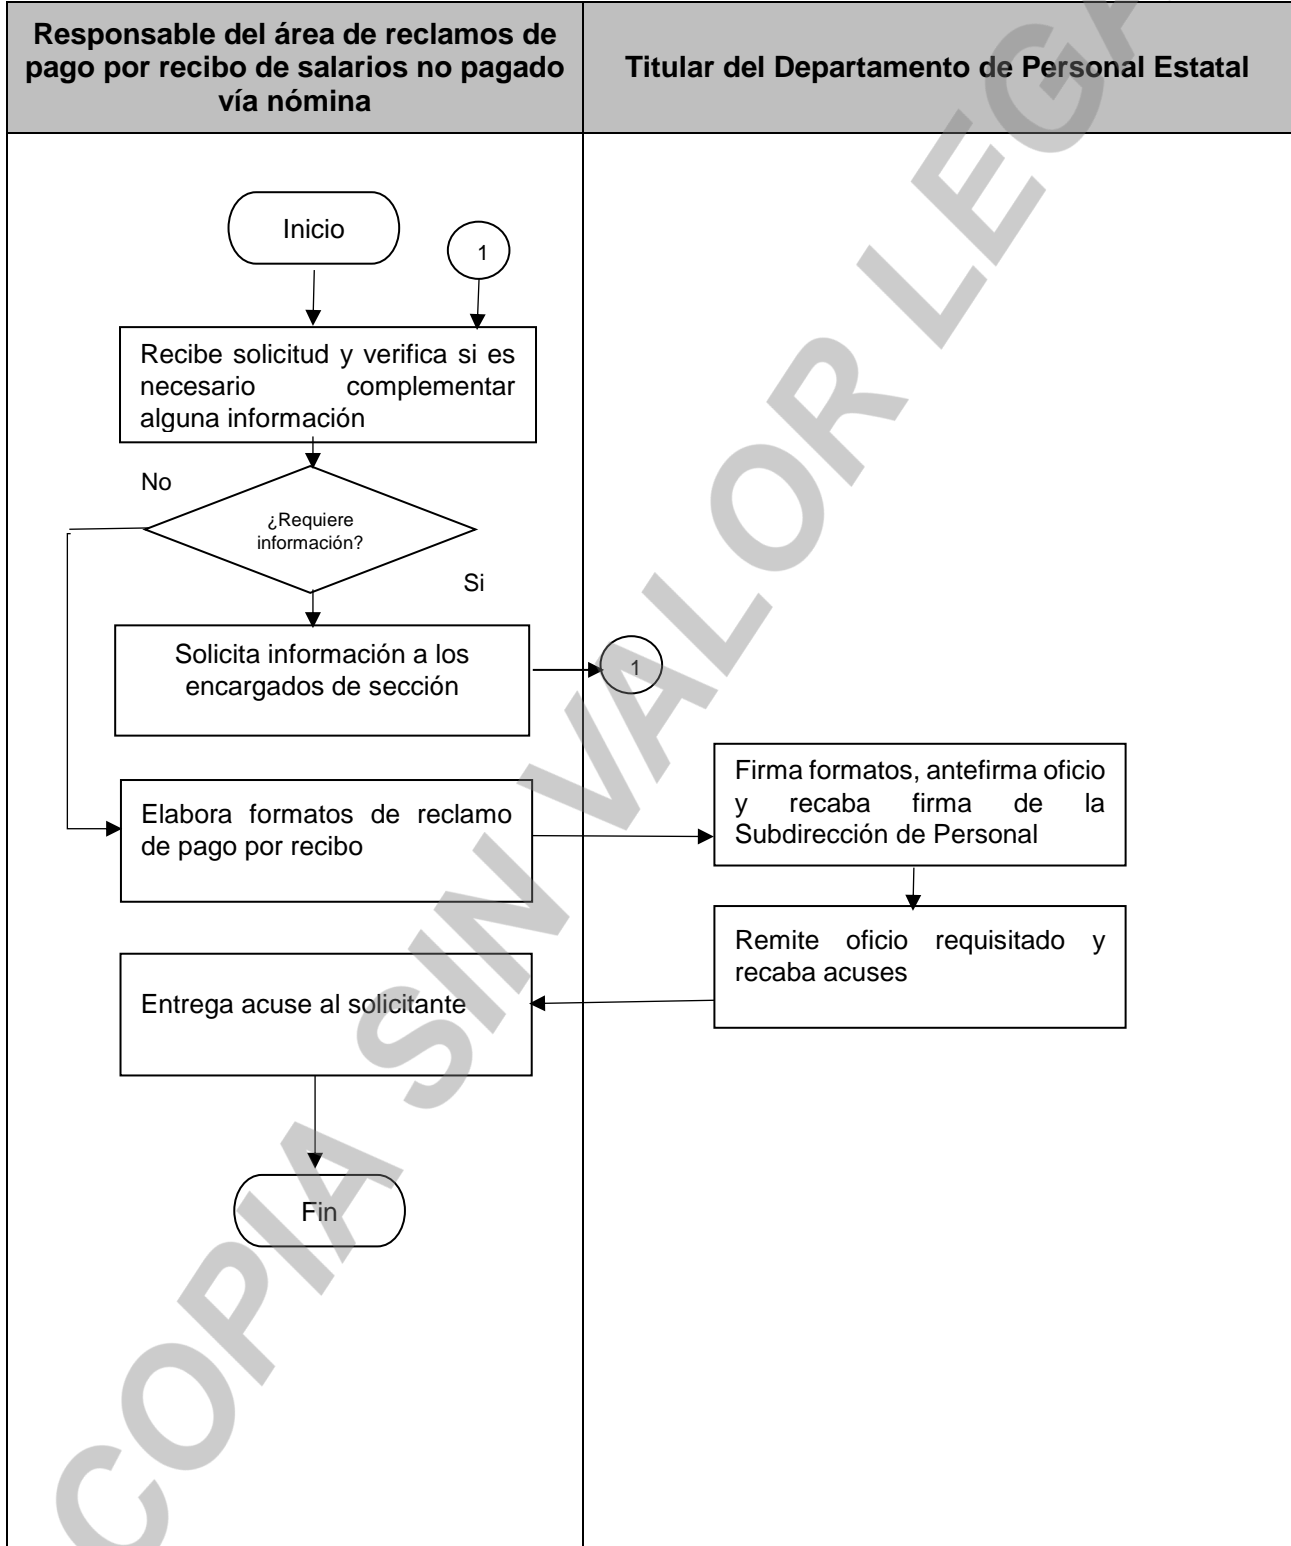 Responsable del área de reclamos de
pago por recibo de salarios no pagado
vía nómina
Titular del Departamento de Personal Estatal
Inicio
1
Recibe solicitud y verifica si es
necesario complementar
alguna información
No
¿Requiere
información?
Si
Solicita información a los
encargados de sección
1
Elabora formatos de reclamo
de pago por recibo
Firma formatos, antefirma oficio
y recaba firma de la
Subdirección de Personal
Remite oficio requisitado y
recaba acuses
Entrega acuse al solicitante
Fin
COPIA SIN VALOR LEGA